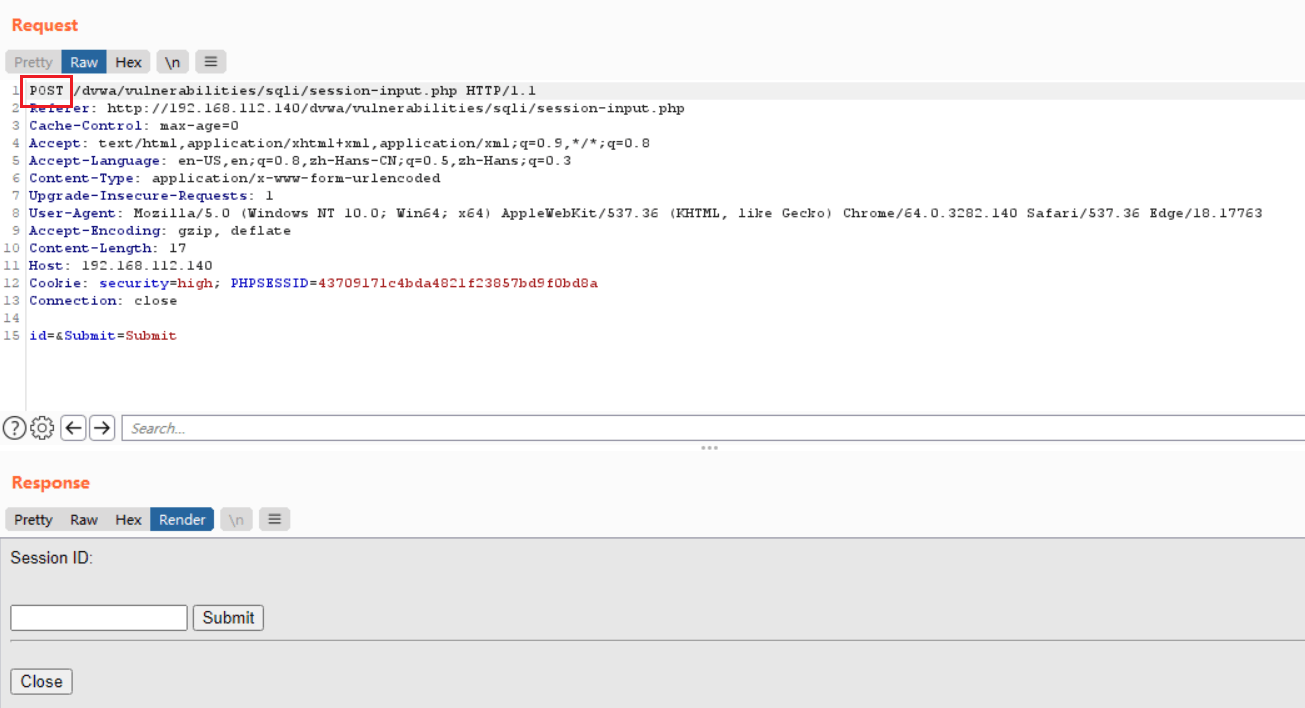 Request
Pretty Raw Hex \n ≡
1 POST /dvwa/vulnerabilities/sqli/session-input.php HTTP/1.1
2 Referer: http://192.168.112.140/dvwa/vulnerabilities/sqli/session-input.php
3 Cache-Control: max-age=0
4 Accept: text/html,application/xhtml+xml,application/xml;q=0.9,*/*;q=0.8
5 Accept-Language: en-US,en;q=0.8,zh-Hans-CN;q=0.5,zh-Hans;q=0.3
6 Content-Type: application/x-www-form-urlencoded
7 Upgrade-Insecure-Requests: 1
8 User-Agent: Mozilla/5.0 (Windows NT 10.0; Win64; x64) AppleWebKit/537.36 (KHTML, like Gecko) Chrome/64.0.3282.140 Safari/537.36 Edge/18.17763
9 Accept-Encoding: gzip, deflate
10 Content-Length: 17
11 Host: 192.168.112.140
12 Cookie: security=high; PHPSESSID=43709171c4bda4821f23857bd9f0bd8a
13 Connection: close
14
15 id=&Submit=Submit
? Search...
Response
Pretty Raw Hex Render \n ≡
Session ID:
Submit
Close